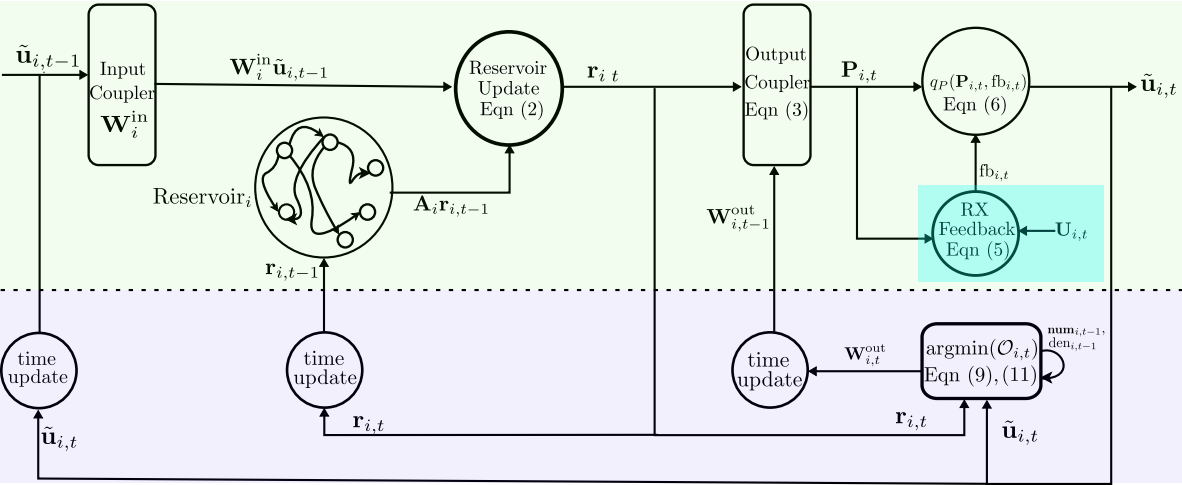 ũ_{i,t−1}
Input
Coupler
W_i^{in}
W_i^{in} ũ_{i,t−1}
Reservoir
Update
Eqn (2)
r_{i t}
Output
Coupler
Eqn (3)
P_{i,t}
q_P(P_{i,t}, fb_{i,t})
Eqn (6)
ũ_{i,t}
Reservoir_i
A_i r_{i,t−1}
r_{i,t−1}
W_{i,t−1}^{out}
fb_{i,t}
RX
Feedback
Eqn (5)
U_{i,t}
time
update
time
update
time
update
W_{i,t}^{out}
argmin(𝒪_{i,t})
Eqn (9),(11)
num_{i,t−1},
den_{i,t−1}
ũ_{i,t}
r_{i,t}
r_{i,t}
ũ_{i,t}